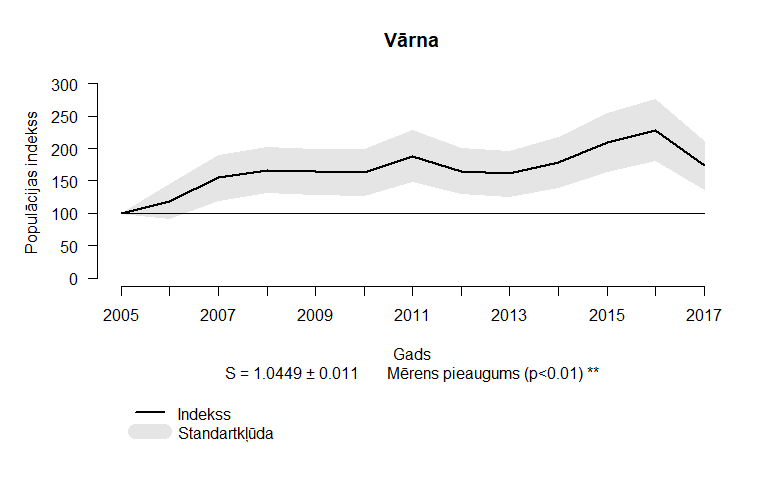 Vārna
Populācijas indekss
300
250
200
150
100
50
0
2005 2007 2009 2011 2013 2015 2017
Gads
S = 1.0449 ± 0.011 Mērens pieaugums (p<0.01) **
Indekss
Standartkļūda